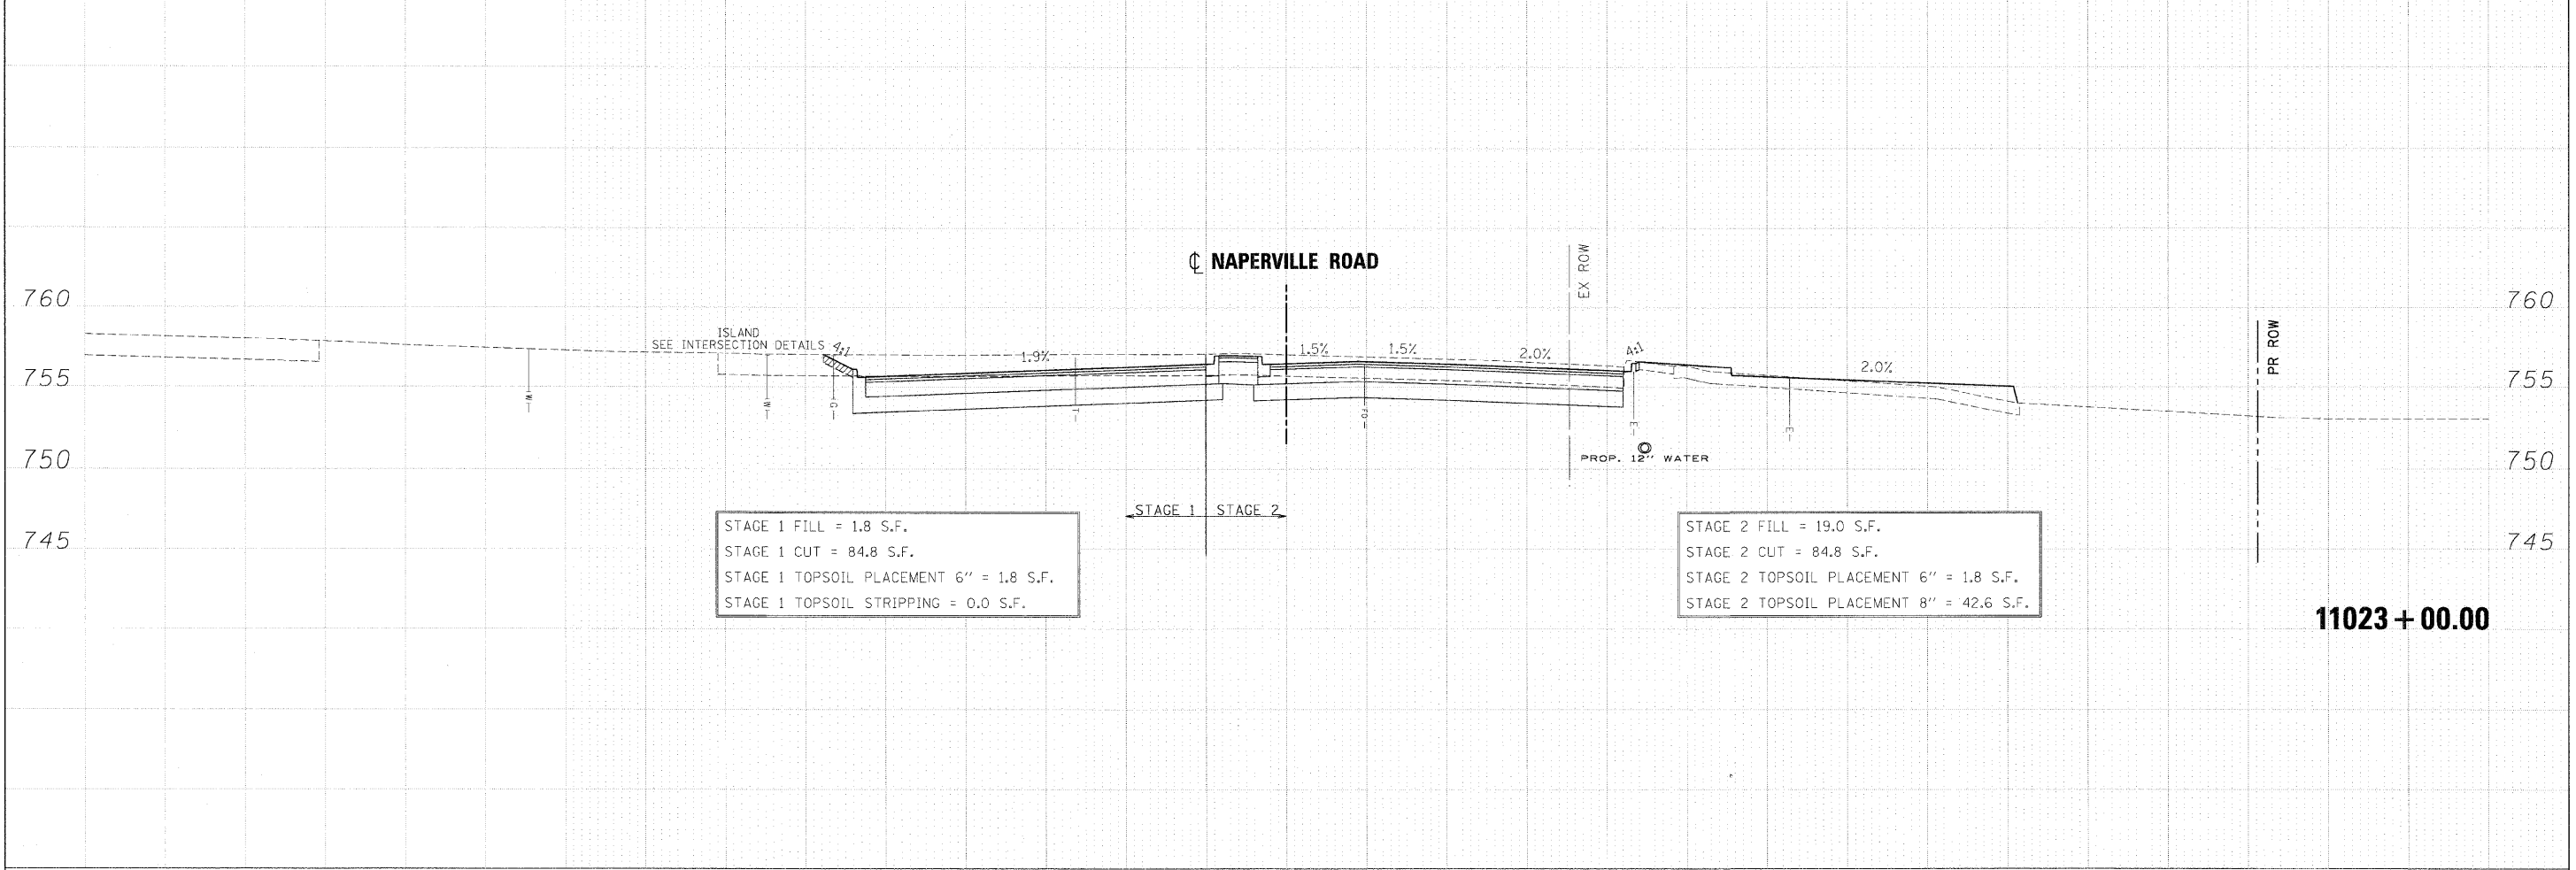 ℄ NAPERVILLE ROAD
EX ROW
760
760
PR ROW
ISLAND
SEE INTERSECTION DETAILS
4:1
1.9%
1.5%
1.5%
2.0%
4:1
2.0%
755
755
W
W
G
T
FO
E
E
PROP. 12" WATER
750
750
STAGE 1
STAGE 2
745
745
STAGE 1 FILL = 1.8 S.F.
STAGE 1 CUT = 84.8 S.F.
STAGE 1 TOPSOIL PLACEMENT 6" = 1.8 S.F.
STAGE 1 TOPSOIL STRIPPING = 0.0 S.F.
STAGE 2 FILL = 19.0 S.F.
STAGE 2 CUT = 84.8 S.F.
STAGE 2 TOPSOIL PLACEMENT 6" = 1.8 S.F.
STAGE 2 TOPSOIL PLACEMENT 8" = 42.6 S.F.
11023 + 00.00